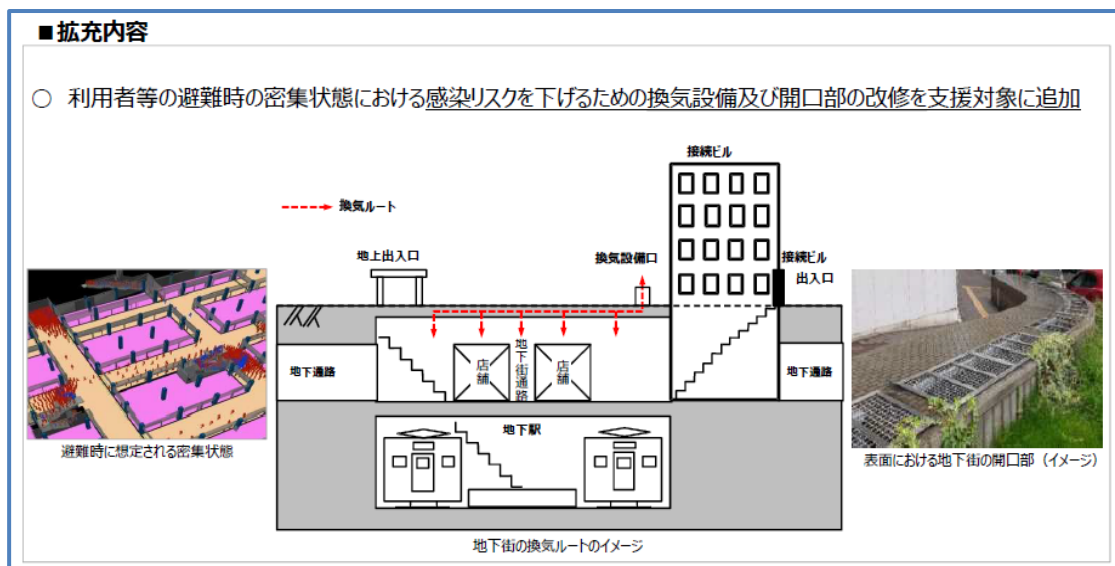 ■拡充内容
○ 利用者等の避難時の密集状態における感染リスクを下げるための換気設備及び開口部の改修を支援対象に追加
接続ビル
換気ルート
地上出入口
換気設備口
接続ビル
出入口
地下通路
店舗
地下街通路
店舗
地下通路
地下駅
避難時に想定される密集状態
表面における地下街の開口部（イメージ）
地下街の換気ルートのイメージ